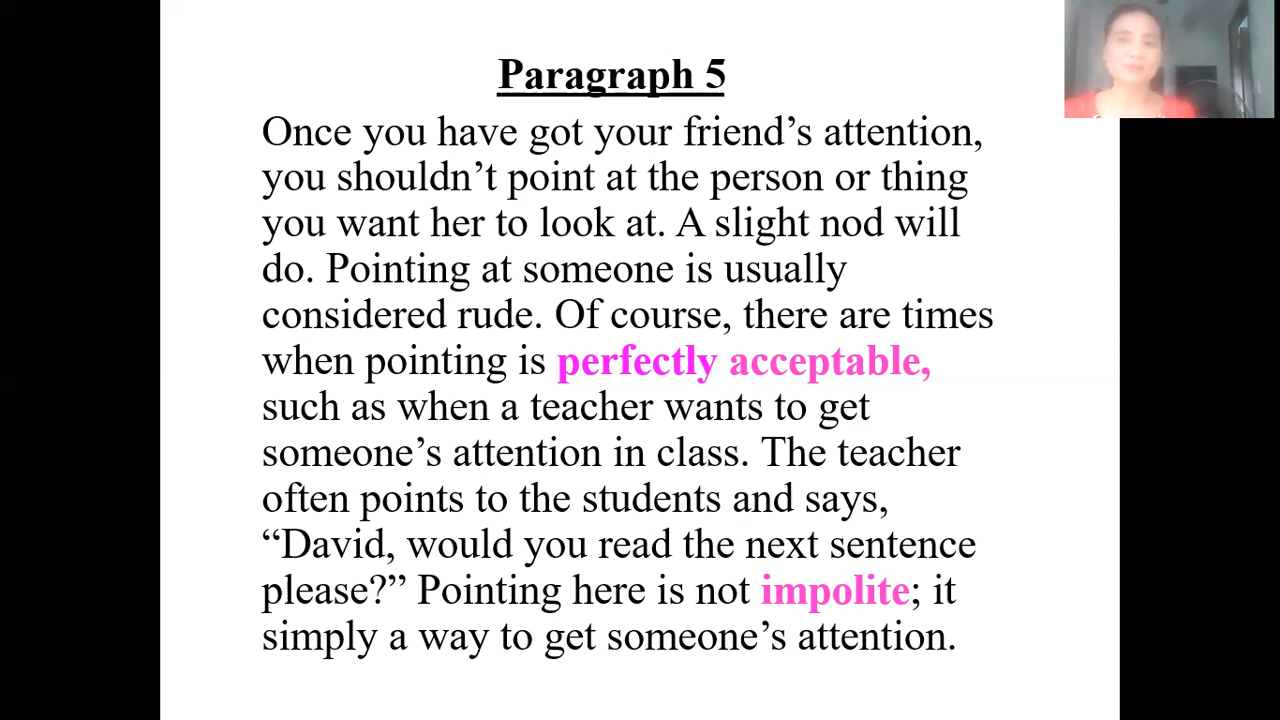 Paragraph 5
Once you have got your friend’s attention,
you shouldn’t point at the person or thing
you want her to look at. A slight nod will
do. Pointing at someone is usually
considered rude. Of course, there are times
when pointing is perfectly acceptable,
such as when a teacher wants to get
someone’s attention in class. The teacher
often points to the students and says,
“David, would you read the next sentence
please?” Pointing here is not impolite; it
simply a way to get someone’s attention.